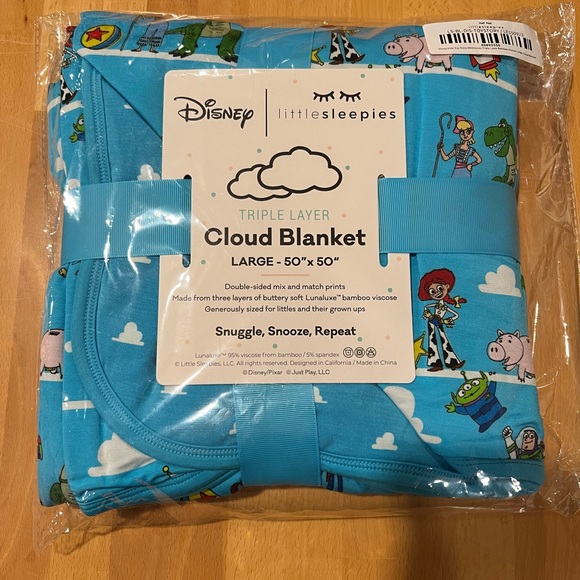 DISNEY
littlesleepies
TRIPLE LAYER
Cloud Blanket
LARGE - 50"x 50"
Double-sided mix and match prints
Made from three layers of buttery soft Lunaluxe™ bamboo viscose
Generously sized for littles and their grown ups
Snuggle, Snooze, Repeat
Lunaluxe™ 95% viscose from bamboo / 5% spandex
© Little Sleepies, LLC. All rights reserved. Designed in California / Made in China
©Disney/Pixar ©Just Play, LLC